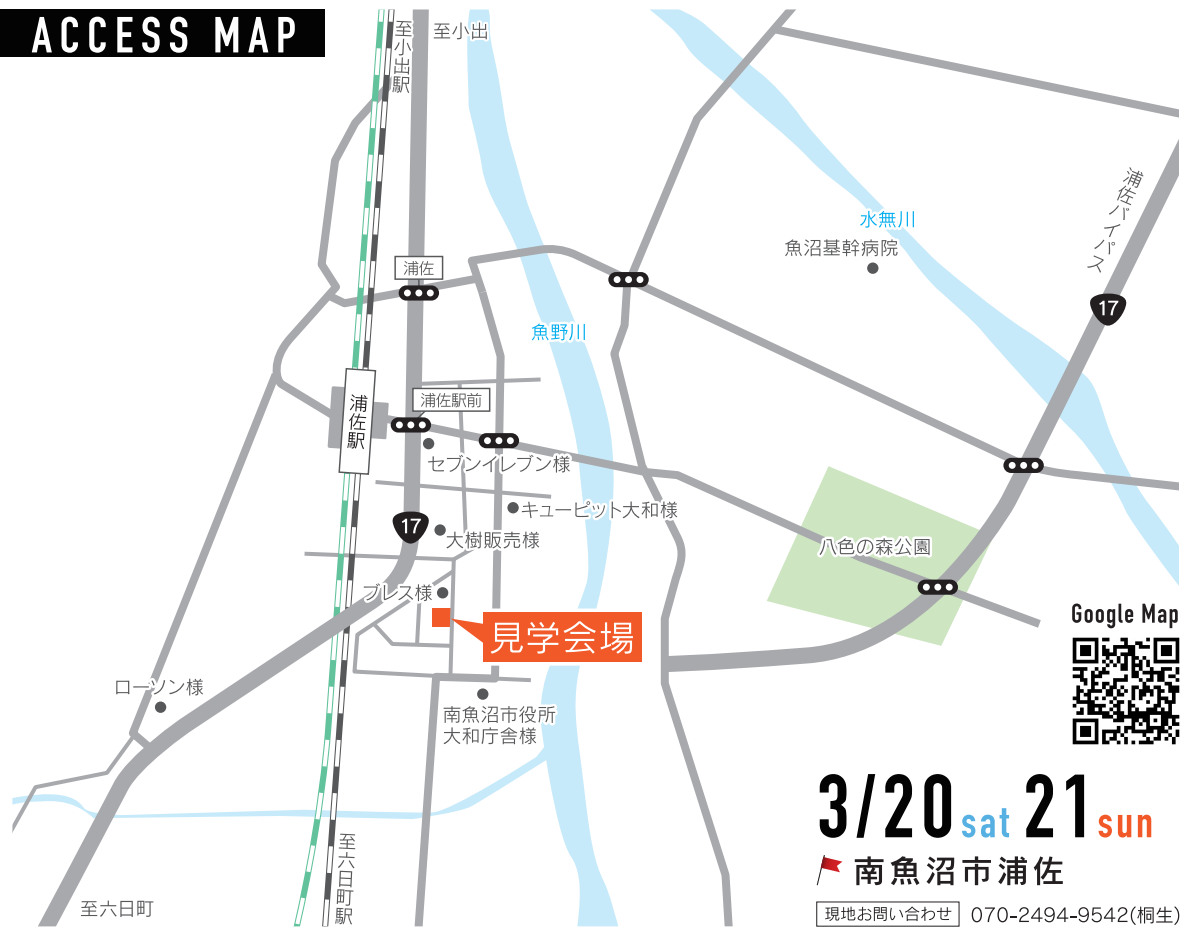 ACCESS MAP
至小出駅
至小出
浦佐バイパス
水無川
魚沼基幹病院
浦佐
17
魚野川
浦佐駅
浦佐駅前
セブンイレブン様
キューピット大和様
17
大樹販売様
八色の森公園
ブレス様
見学会場
Google Map
ローソン様
南魚沼市役所
大和庁舎様
3/20 sat 21 sun
南魚沼市浦佐
至六日町駅
至六日町
現地お問い合わせ 070-2494-9542(桐生)